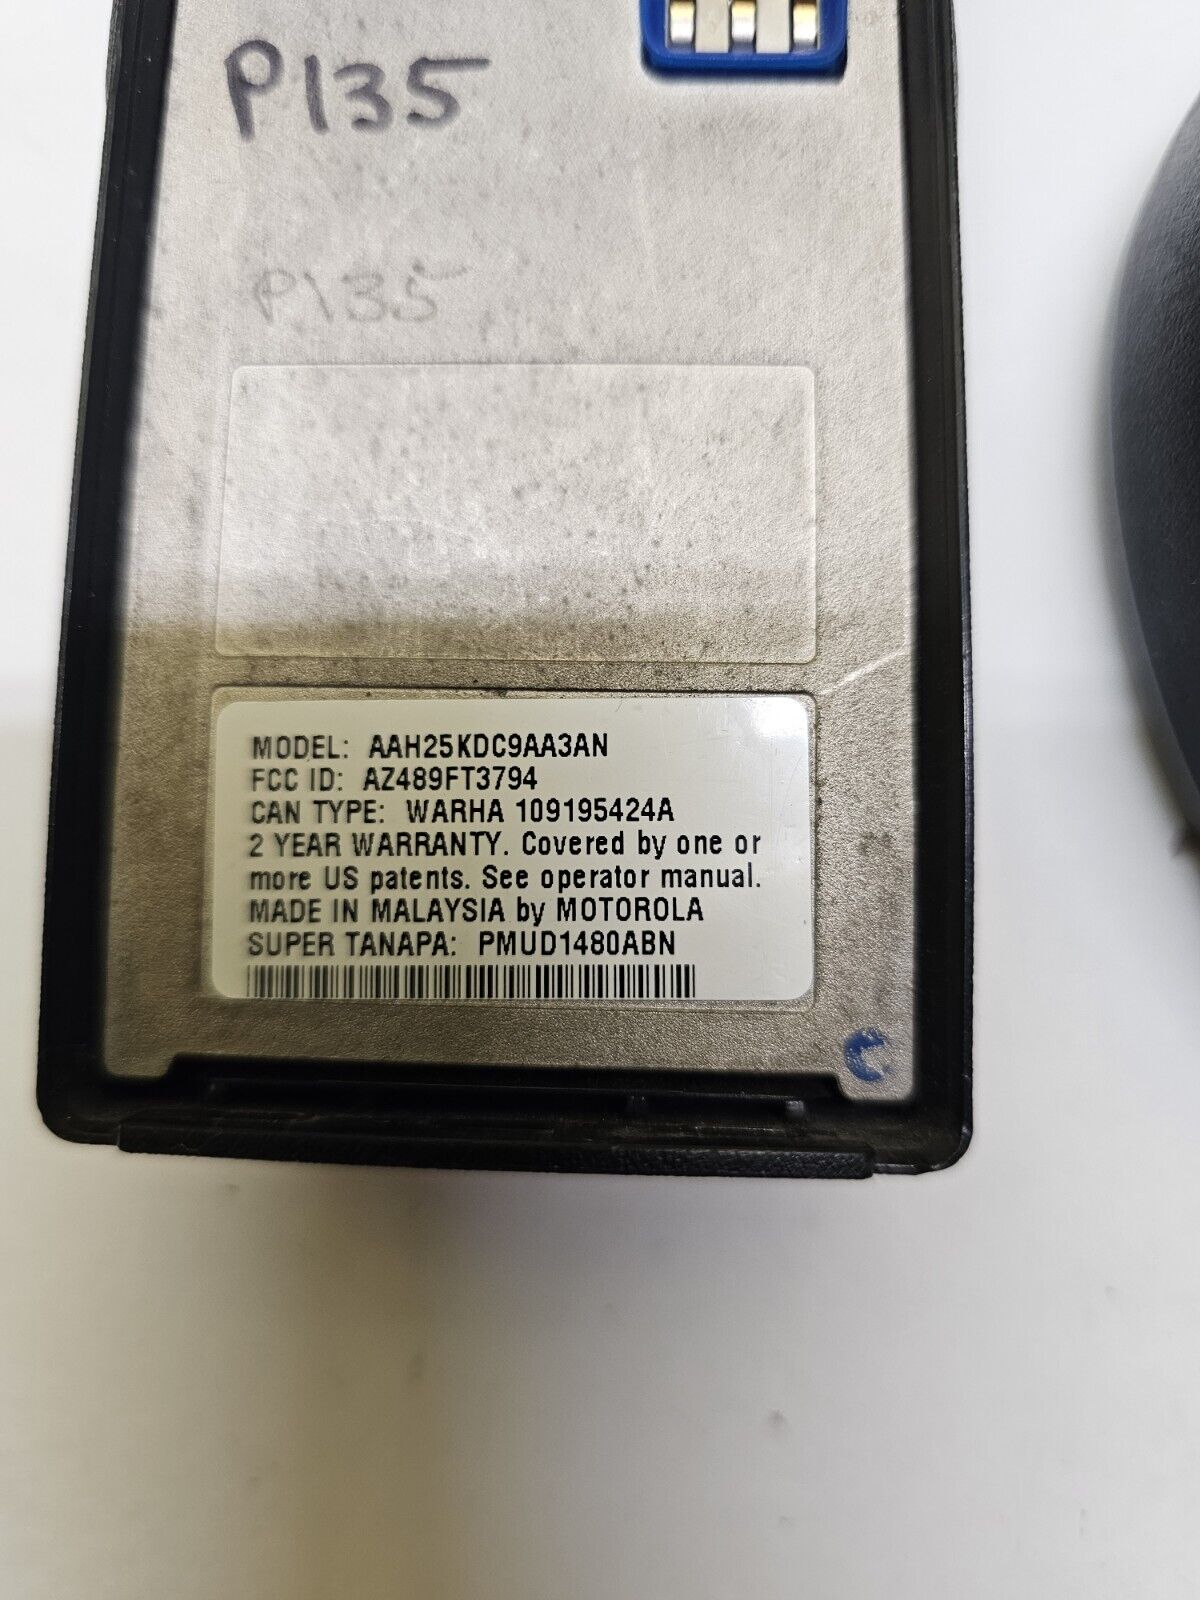 P135
P135
MODEL: AAH25KDC9AA3AN
FCC ID: AZ489FT3794
CAN TYPE: WARHA 109195424A
2 YEAR WARRANTY. Covered by one or
more US patents. See operator manual.
MADE IN MALAYSIA by MOTOROLA
SUPER TANAPA: PMUD1480ABN